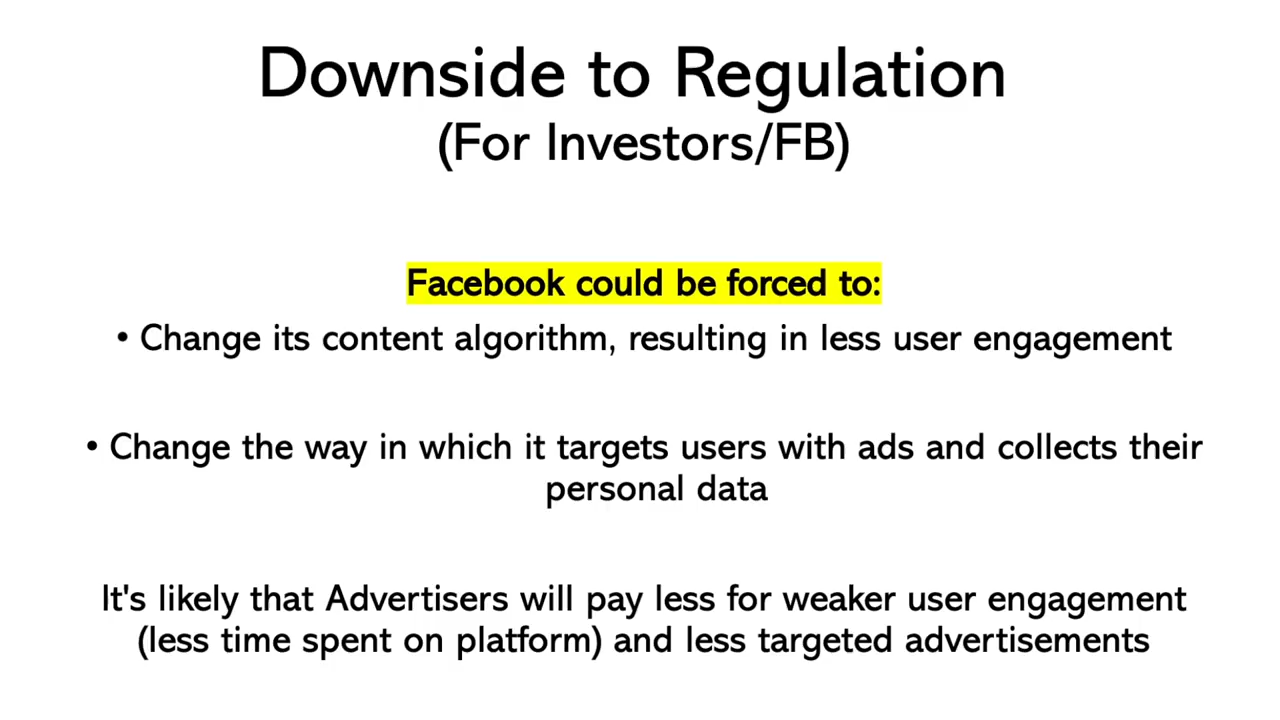 Downside to Regulation
(For Investors/FB)
Facebook could be forced to:
• Change its content algorithm, resulting in less user engagement
• Change the way in which it targets users with ads and collects their
personal data
It's likely that Advertisers will pay less for weaker user engagement
(less time spent on platform) and less targeted advertisements